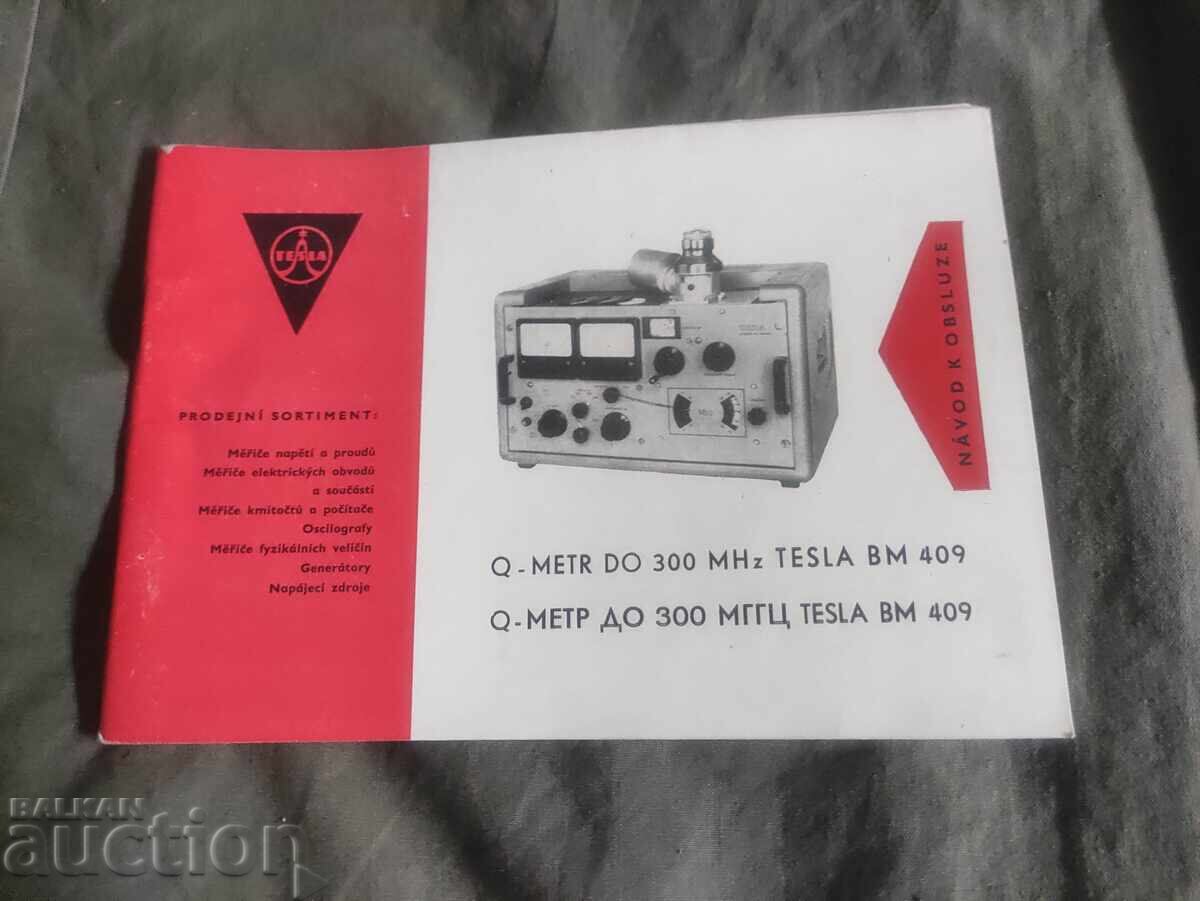 TESLA
PRODEJNÍ SORTIMENT:
Měřiče napětí a proudů
Měřiče elektrických obvodů
a součástí
Měřiče kmitočtů a počítače
Oscilografy
Měřiče fyzikálních veličin
Generátory
Napájecí zdroje
NÁVOD K OBSLUZE
Q-METR DO 300 MHz TESLA BM 409
Q-МЕТР ДО 300 МГГЦ TESLA BM 409
BALKAN
auction